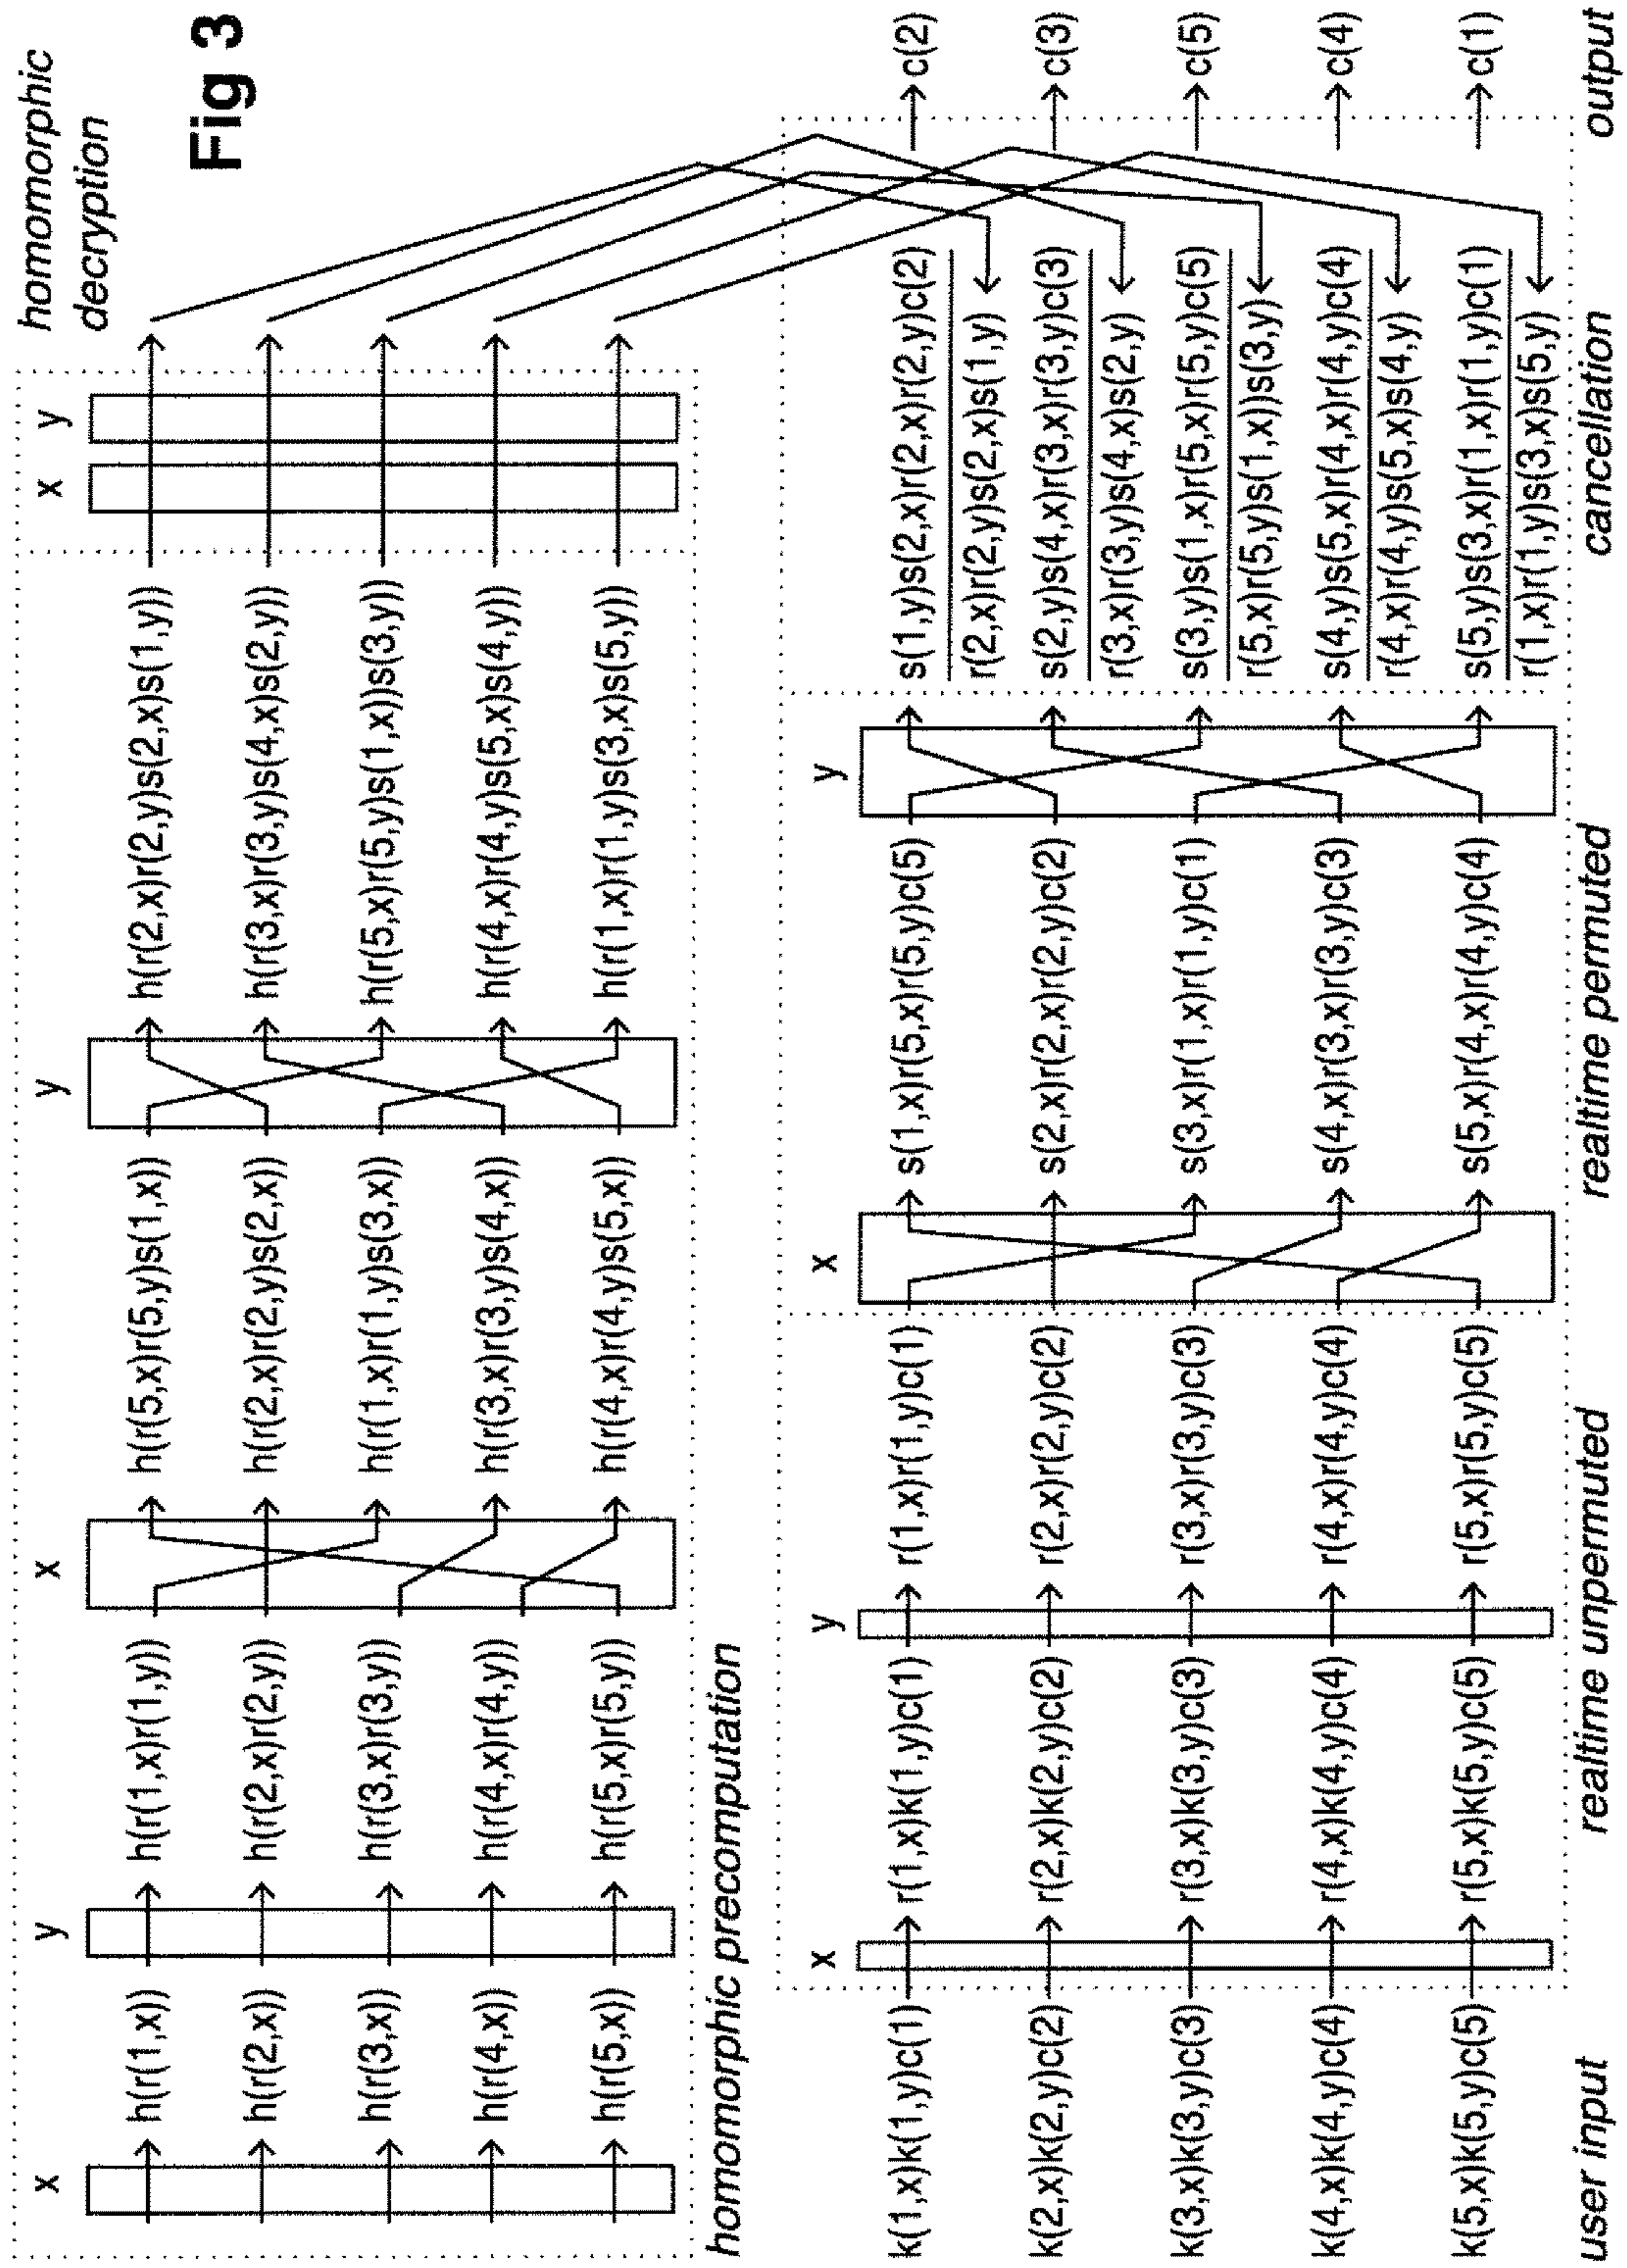 Fig 3
homomorphic
decryption
x
y
x
y
x
y
h(r(1,x))
h(r(2,x))
h(r(3,x))
h(r(4,x))
h(r(5,x))
h(r(1,x)r(1,y))
h(r(2,x)r(2,y))
h(r(3,x)r(3,y))
h(r(4,x)r(4,y))
h(r(5,x)r(5,y))
h(r(5,x)r(5,y)s(1,x))
h(r(2,x)r(2,y)s(2,x))
h(r(1,x)r(1,y)s(3,x))
h(r(3,x)r(3,y)s(4,x))
h(r(4,x)r(4,y)s(5,x))
h(r(2,x)r(2,y)s(2,x)s(1,y))
h(r(3,x)r(3,y)s(4,x)s(2,y))
h(r(5,x)r(5,y)s(1,x))s(3,y))
h(r(4,x)r(4,y)s(5,x)s(4,y))
h(r(1,x)r(1,y)s(3,x)s(5,y))
homomorphic precomputation
x
y
x
y
k(1,x)k(1,y)c(1)
k(2,x)k(2,y)c(2)
k(3,x)k(3,y)c(3)
k(4,x)k(4,y)c(4)
k(5,x)k(5,y)c(5)
r(1,x)k(1,y)c(1)
r(2,x)k(2,y)c(2)
r(3,x)k(3,y)c(3)
r(4,x)k(4,y)c(4)
r(5,x)k(5,y)c(5)
r(1,x)r(1,y)c(1)
r(2,x)r(2,y)c(2)
r(3,x)r(3,y)c(3)
r(4,x)r(4,y)c(4)
r(5,x)r(5,y)c(5)
s(1,x)r(5,x)r(5,y)c(5)
s(2,x)r(2,x)r(2,y)c(2)
s(3,x)r(1,x)r(1,y)c(1)
s(4,x)r(3,x)r(3,y)c(3)
s(5,x)r(4,x)r(4,y)c(4)
s(1,y)s(2,x)r(2,x)r(2,y)c(2)
r(2,x)r(2,y)s(2,x)s(1,y)
s(2,y)s(4,x)r(3,x)r(3,y)c(3)
r(3,x)r(3,y)s(4,x)s(2,y)
s(3,y)s(1,x)r(5,x)r(5,y)c(5)
r(5,x)r(5,y)s(1,x))s(3,y)
s(4,y)s(5,x)r(4,x)r(4,y)c(4)
r(4,x)r(4,y)s(5,x)s(4,y)
s(5,y)s(3,x)r(1,x)r(1,y)c(1)
r(1,x)r(1,y)s(3,x)s(5,y)
c(2)
c(3)
c(5)
c(4)
c(1)
user input
realtime unpermuted
realtime permuted
cancellation
output